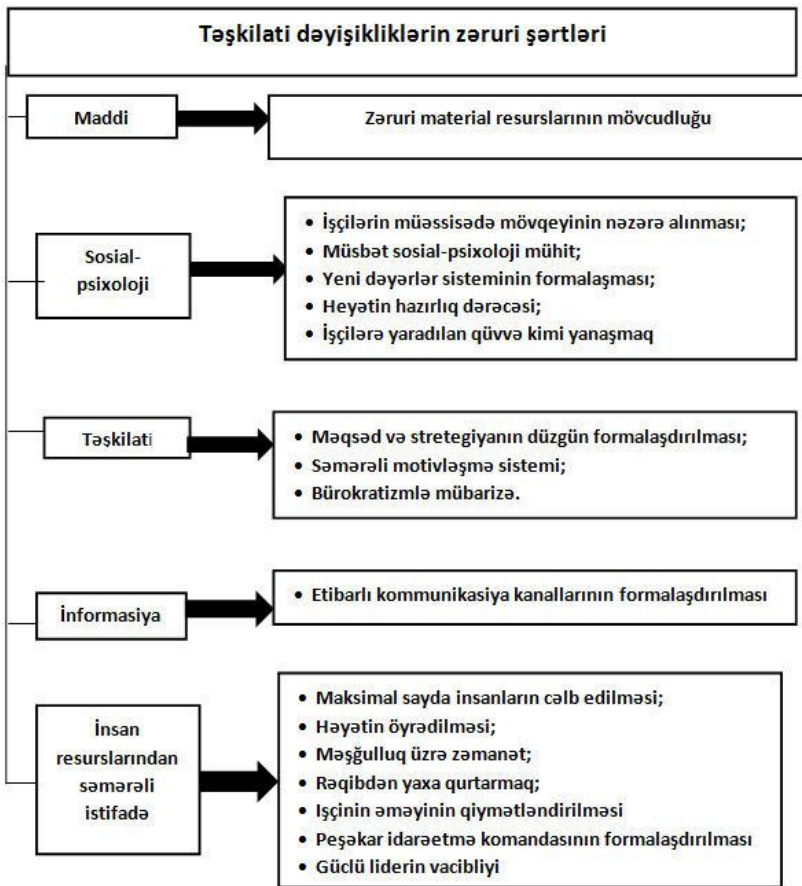 Təşkilati dəyişikliklərin zəruri şərtləri
Maddi
Zəruri material resurslarının mövcudluğu
Sosial-
psixoloji
• İşçilərin müəssisədə mövqeyinin nəzərə alınması;
• Müsbət sosial-psixoloji mühit;
• Yeni dəyərlər sisteminin formalaşması;
• Heyətin hazırlıq dərəcəsi;
• İşçilərə yaradılan qüvvə kimi yanaşmaq
Təşkilati
• Məqsəd və stretegiyanın düzgün formalaşdırılması;
• Səmərəli motivləşmə sistemi;
• Bürokratizmlə mübarizə.
İnformasiya
• Etibarlı kommunikasiya kanallarının formalaşdırılması
İnsan
resurslarından
səmərəli
istifadə
• Maksimal sayda insanların cəlb edilməsi;
• Həyətin öyrədilməsi;
• Məşğulluq üzrə zəmanət;
• Rəqibdən yaxa qurtarmaq;
• Işçinin əməyinin qiymətləndirilməsi
• Peşəkar idarəetmə komandasının formalaşdırılması
• Güclü liderin vacibliyi